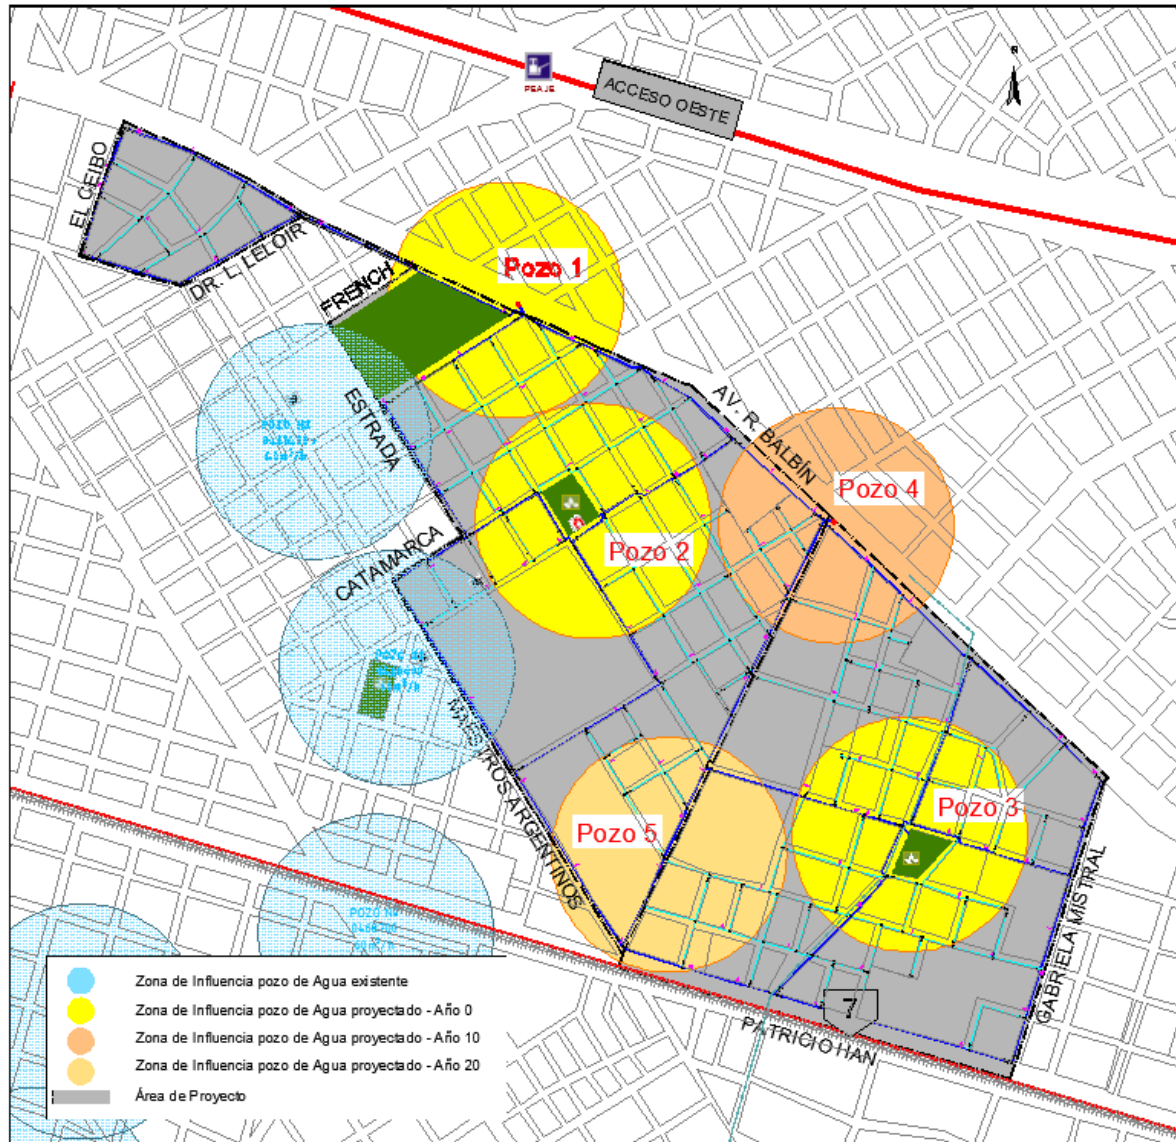 N
PEAJE
ACCESO OESTE
EL CEIBO
DR. L. LELOIR
FRENCH
Pozo 1
ESTRADA
AV. R. BALBÍN
Pozo 4
Pozo 2
CATAMARCA
MAESTROS ARGENTINOS
Pozo 3
Pozo 5
GABRIELA MISTRAL
POZO Nº
7
PATRICIO HAN
Zona de Influencia pozo de Agua existente
Zona de Influencia pozo de Agua proyectado - Año 0
Zona de Influencia pozo de Agua proyectado - Año 10
Zona de Influencia pozo de Agua proyectado - Año 20
Área de Proyecto